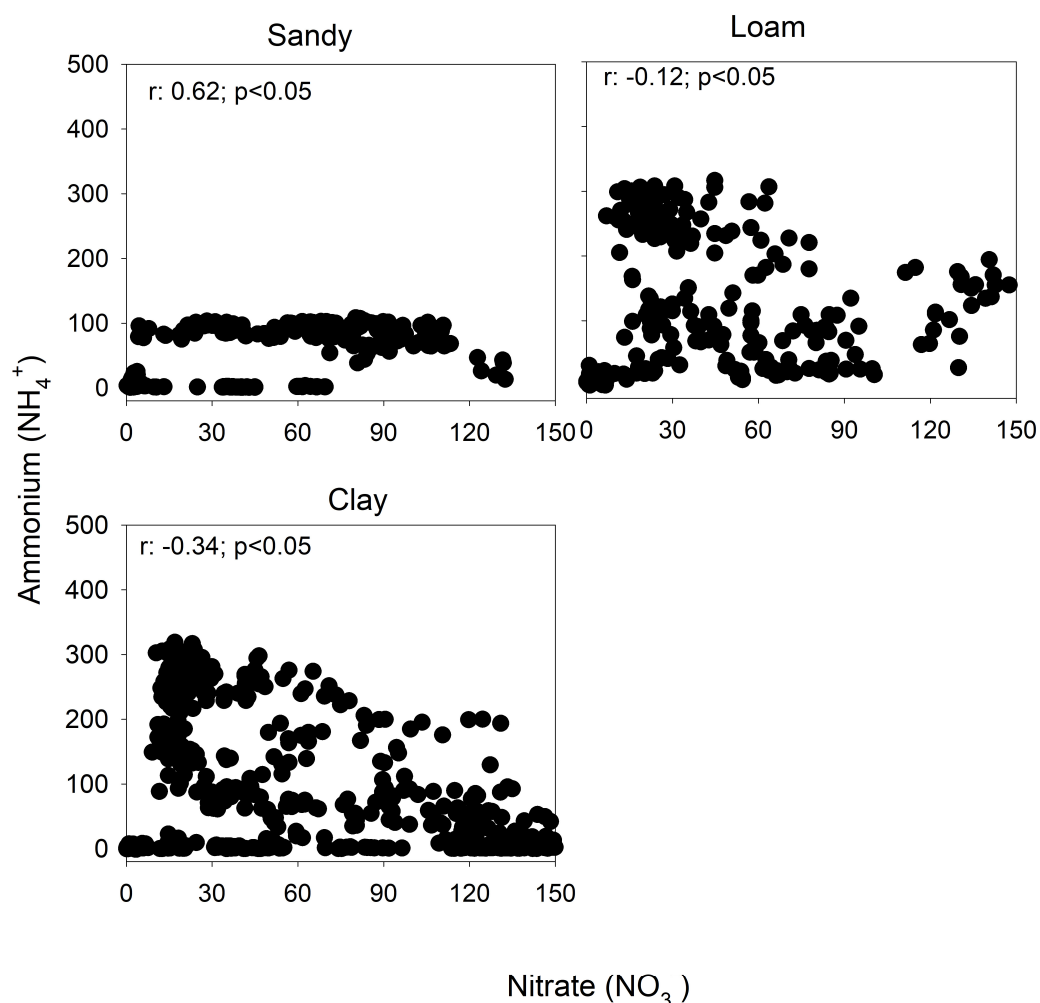 Sandy
Loam
r: 0.62; p<0.05
r: -0.12; p<0.05
500
400
300
200
100
0
0 30 60 90 120 150
0 30 60 90 120 150
Clay
r: -0.34; p<0.05
500
400
300
200
100
0
0 30 60 90 120 150
Ammonium (NH4+)
Nitrate (NO3 )